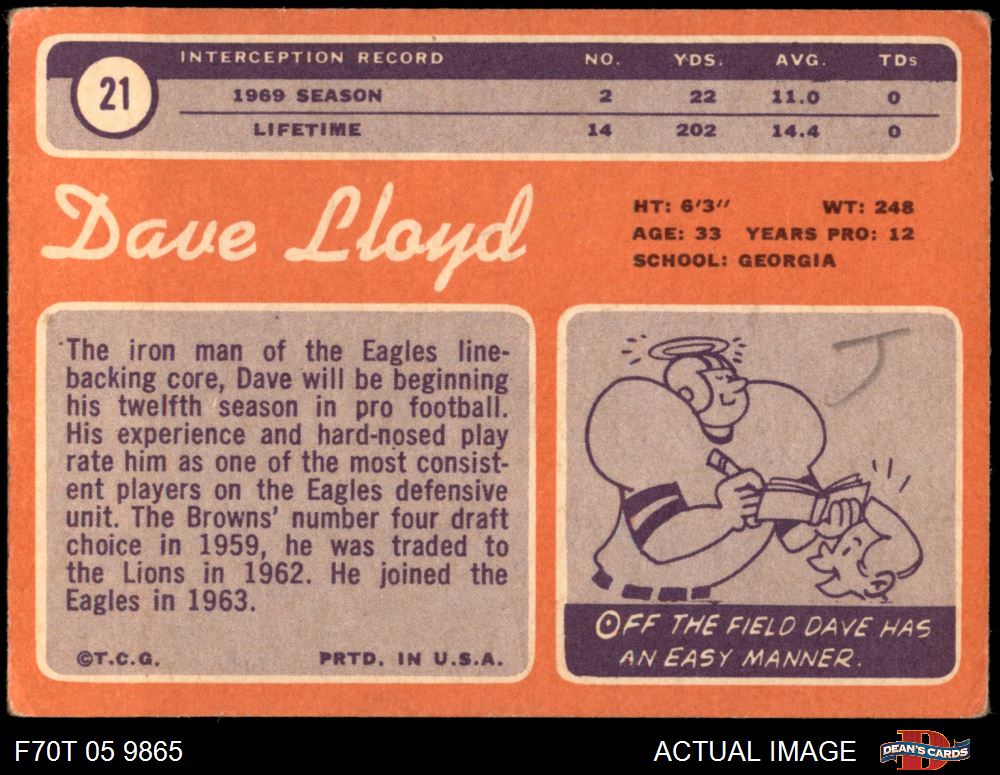 INTERCEPTION RECORD NO. YDS. AVG. TDs
21
1969 SEASON 2 22 11.0 0
LIFETIME 14 202 14.4 0
Dave Lloyd
HT: 6'3" WT: 248
AGE: 33 YEARS PRO: 12
SCHOOL: GEORGIA
The iron man of the Eagles line-
backing core, Dave will be beginning
his twelfth season in pro football.
His experience and hard-nosed play
rate him as one of the most consist-
ent players on the Eagles defensive
unit. The Browns' number four draft
choice in 1959, he was traded to
the Lions in 1962. He joined the
Eagles in 1963.
©T.C.G. PRTD. IN U.S.A.
J
OFF THE FIELD DAVE HAS
AN EASY MANNER.
F70T 05 9865 ACTUAL IMAGE
D
DEAN'S CARDS